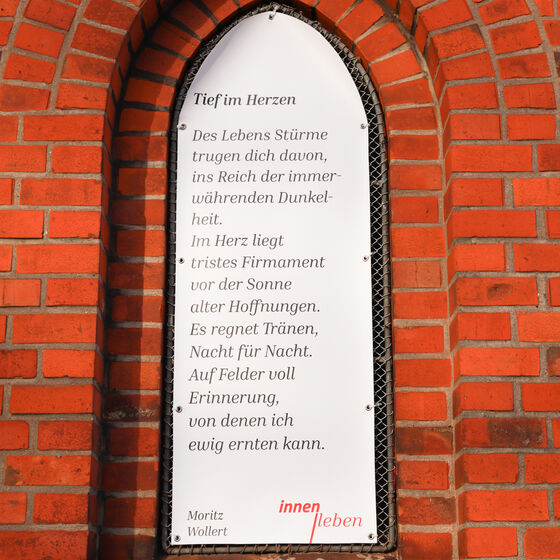 Tief im Herzen
Des Lebens Stürme
trugen dich davon,
ins Reich der immer-
währenden Dunkel-
heit.
Im Herz liegt
tristes Firmament
vor der Sonne
alter Hoffnungen.
Es regnet Tränen,
Nacht für Nacht.
Auf Felder voll
Erinnerung,
von denen ich
ewig ernten kann.
Moritz
Wollert
innen
leben